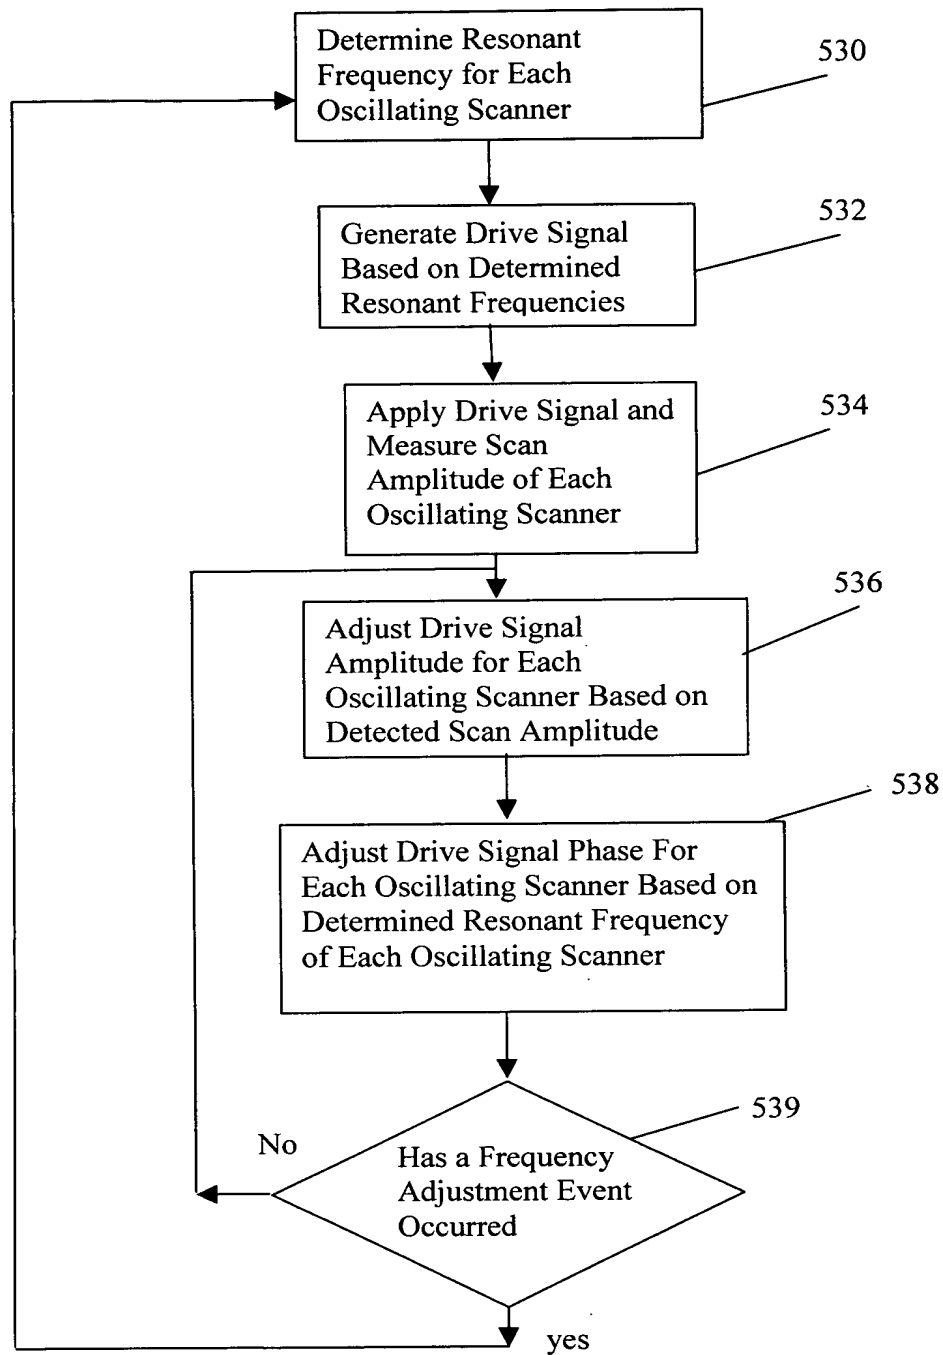 Determine Resonant
Frequency for Each
Oscillating Scanner
530
Generate Drive Signal
Based on Determined
Resonant Frequencies
532
Apply Drive Signal and
Measure Scan
Amplitude of Each
Oscillating Scanner
534
Adjust Drive Signal
Amplitude for Each
Oscillating Scanner Based on
Detected Scan Amplitude
536
Adjust Drive Signal Phase For
Each Oscillating Scanner Based on
Determined Resonant Frequency
of Each Oscillating Scanner
538
Has a Frequency
Adjustment Event
Occurred
539
No
yes